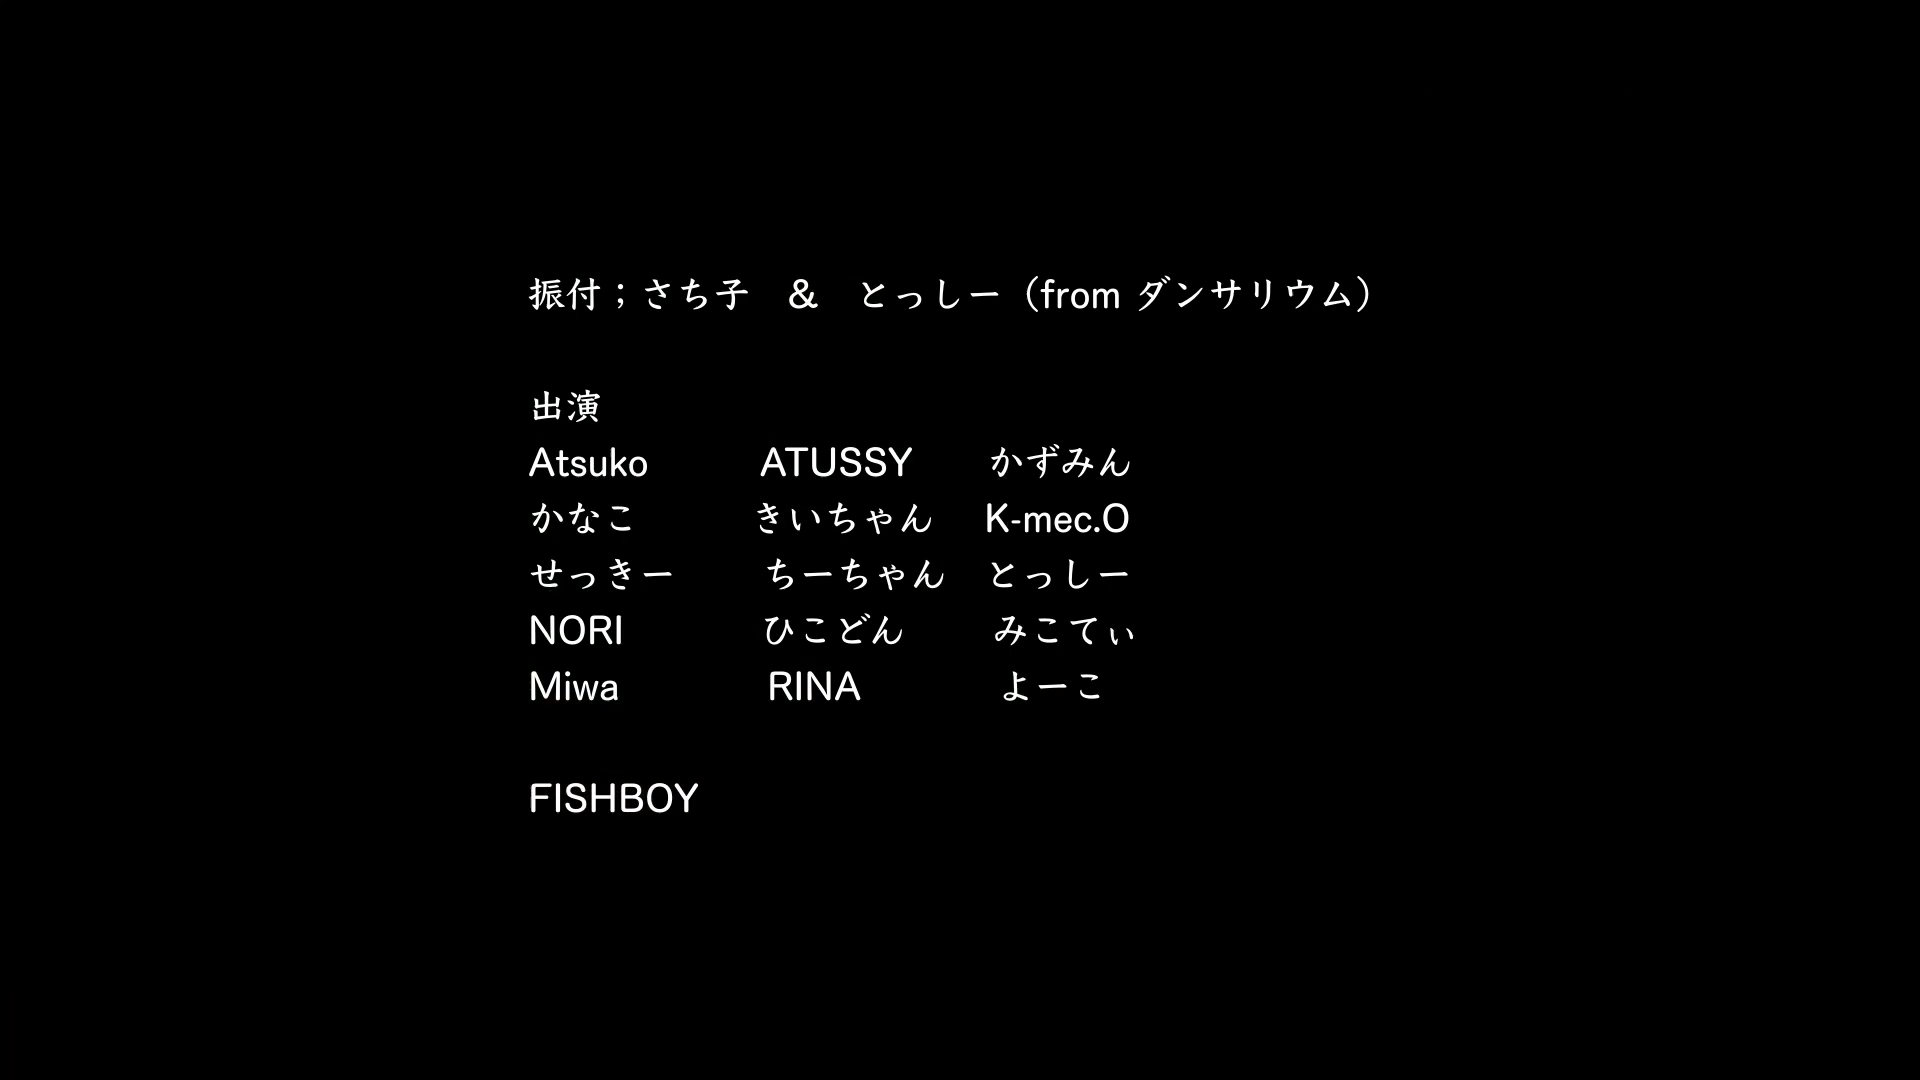 振付；さち子　&　とっしー（from ダンサリウム）
出演
Atsuko ATUSSY かずみん
かなこ きいちゃん K-mec.O
せっきー ちーちゃん とっしー
NORI ひこどん みこてぃ
Miwa RINA よーこ
FISHBOY